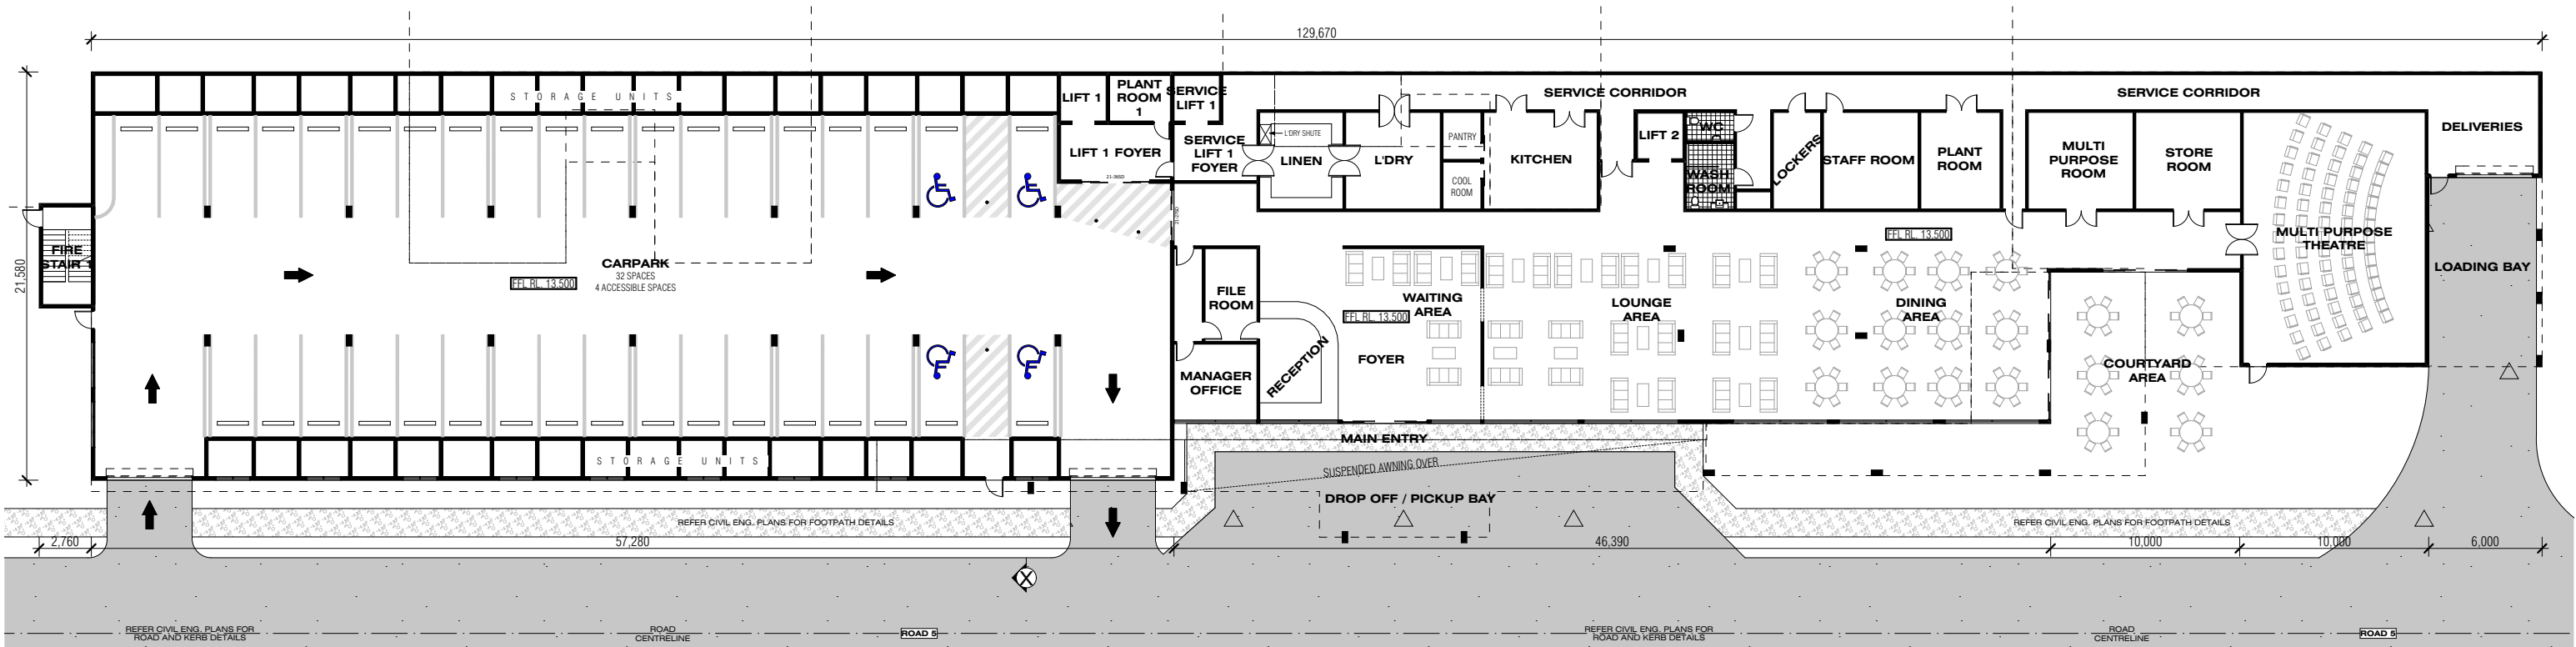 129,670
21,580
STORAGE UNITS
LIFT 1
PLANT
ROOM
1
SERVICE
LIFT 1
LIFT 1 FOYER
SERVICE
LIFT 1
FOYER
L'DRY SHUTE
LINEN
L'DRY
PANTRY
COOL
ROOM
KITCHEN
SERVICE CORRIDOR
LIFT 2
WC
WASH
ROOM
LOCKERS
STAFF ROOM
PLANT
ROOM
SERVICE CORRIDOR
MULTI
PURPOSE
ROOM
STORE
ROOM
DELIVERIES
FIRE
STAIR 1
CARPARK
32 SPACES
4 ACCESSIBLE SPACES
FFL RL. 13.500
FILE
ROOM
MANAGER
OFFICE
RECEPTION
FFL RL. 13.500
WAITING
AREA
FOYER
LOUNGE
AREA
FFL RL. 13.500
DINING
AREA
COURTYARD
AREA
MULTI PURPOSE
THEATRE
LOADING BAY
STORAGE UNITS
MAIN ENTRY
SUSPENDED AWNING OVER
DROP OFF / PICKUP BAY
REFER CIVIL ENG. PLANS FOR FOOTPATH DETAILS
REFER CIVIL ENG. PLANS FOR FOOTPATH DETAILS
2,760
57,280
46,390
10,000
10,000
6,000
X
REFER CIVIL ENG. PLANS FOR
ROAD AND KERB DETAILS
ROAD
CENTRELINE
ROAD 5
REFER CIVIL ENG. PLANS FOR
ROAD AND KERB DETAILS
ROAD
CENTRELINE
ROAD 5